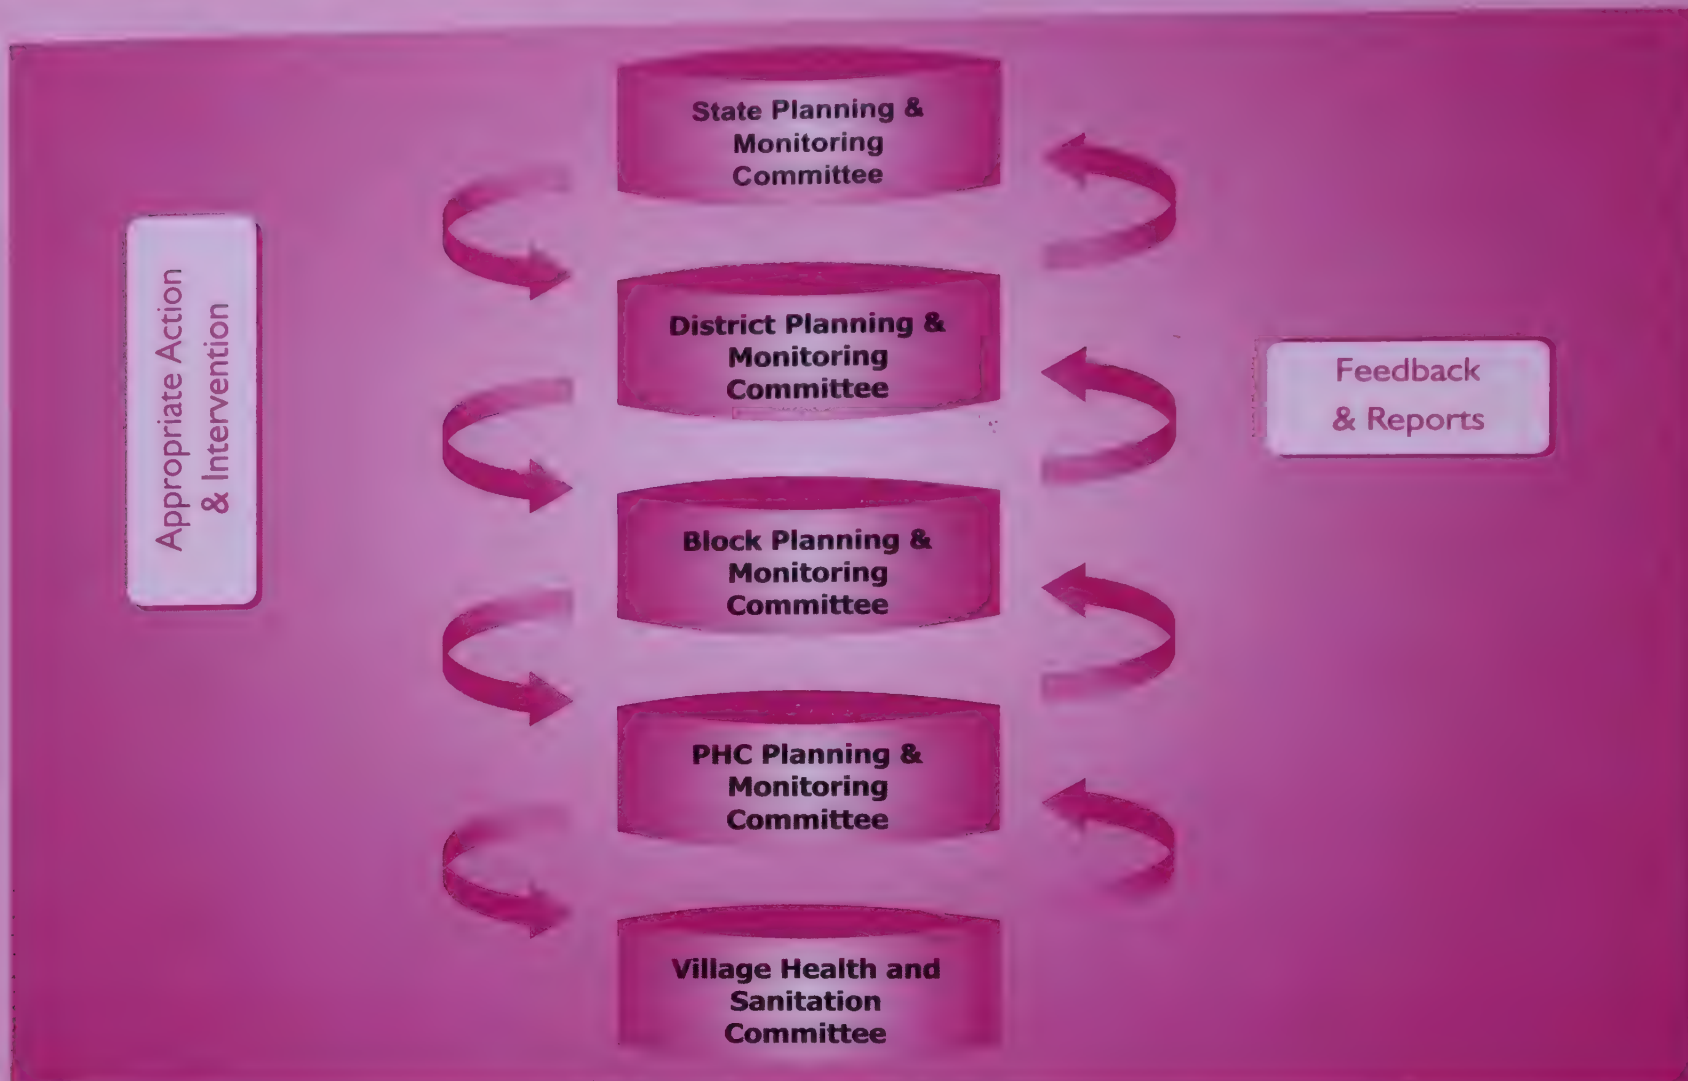 State Planning &
Monitoring
Committee
Appropriate Action
& Intervention
District Planning &
Monitoring
Committee
Feedback
& Reports
Block Planning &
Monitoring
Committee
PHC Planning &
Monitoring
Committee
Village Health and
Sanitation
Committee